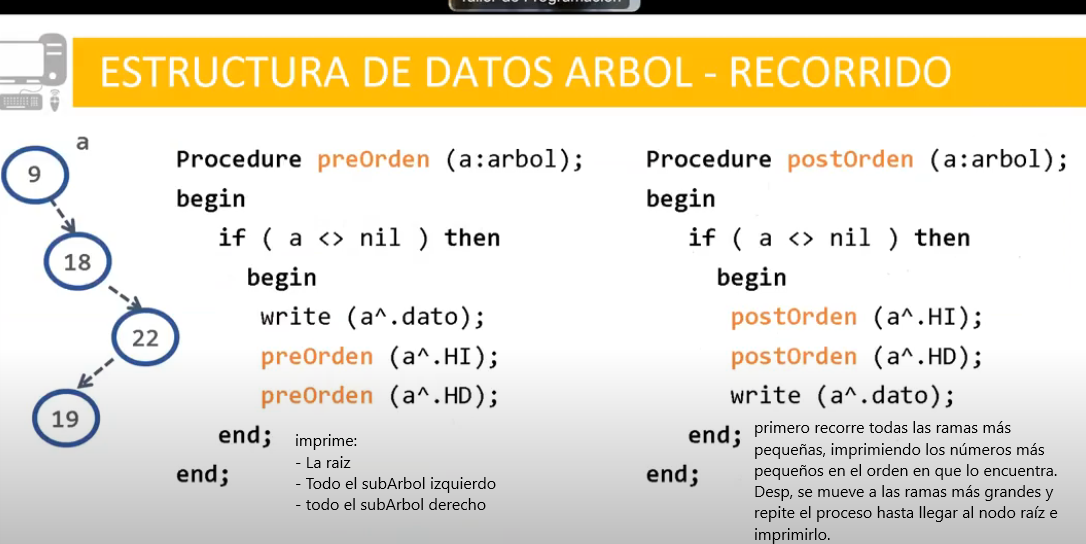 Taller de Programación
ESTRUCTURA DE DATOS ARBOL - RECORRIDO
a
9
18
22
19
Procedure preOrden (a:arbol);
begin
if ( a <> nil ) then
begin
write (a^.dato);
preOrden (a^.HI);
preOrden (a^.HD);
end;
end;
imprime:
- La raiz
- Todo el subArbol izquierdo
- todo el subArbol derecho
Procedure postOrden (a:arbol);
begin
if ( a <> nil ) then
begin
postOrden (a^.HI);
postOrden (a^.HD);
write (a^.dato);
end;
end;
primero recorre todas las ramas más
pequeñas, imprimiendo los números más
pequeños en el orden en que lo encuentra.
Desp, se mueve a las ramas más grandes y
repite el proceso hasta llegar al nodo raíz e
imprimirlo.